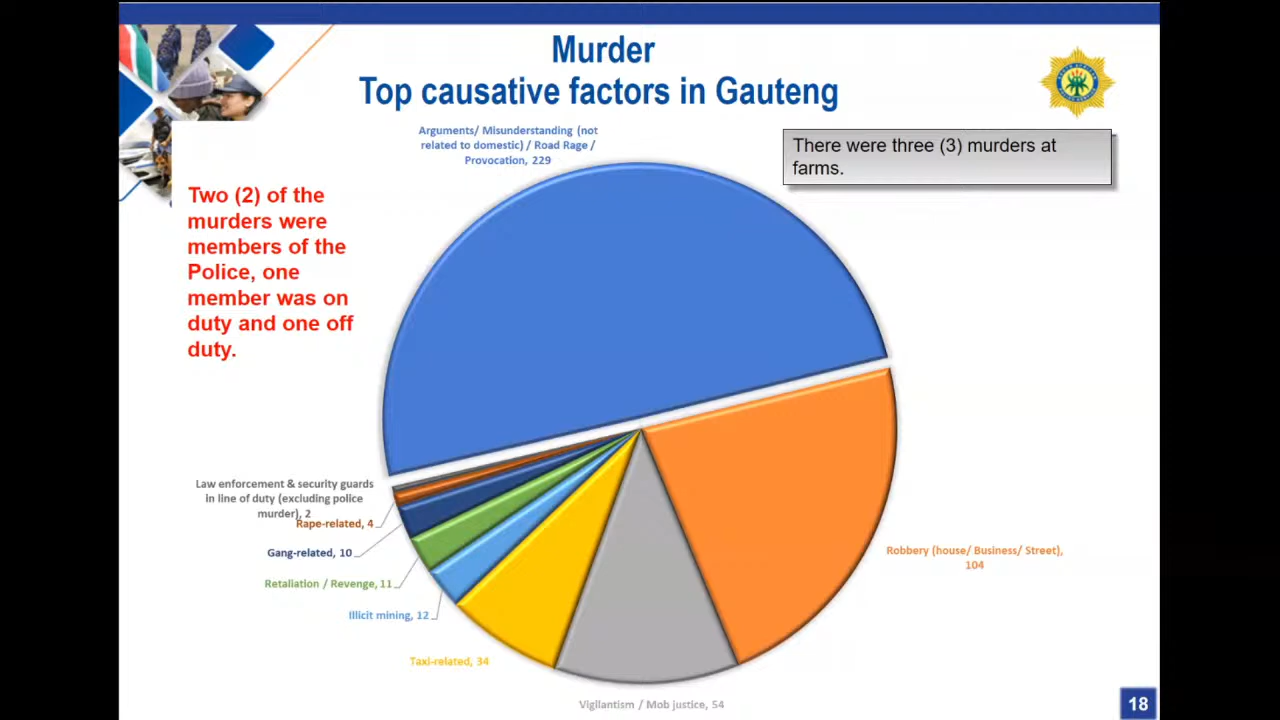 Murder
Top causative factors in Gauteng
Arguments/ Misunderstanding (not
related to domestic) / Road Rage /
Provocation, 229
There were three (3) murders at
farms.
Two (2) of the
murders were
members of the
Police, one
member was on
duty and one off
duty.
Law enforcement & security guards
in line of duty (excluding police
murder), 2
Rape-related, 4
Gang-related, 10
Retaliation / Revenge, 11
Illicit mining, 12
Taxi-related, 34
Vigilantism / Mob justice, 54
Robbery (house/ Business/ Street),
104
18